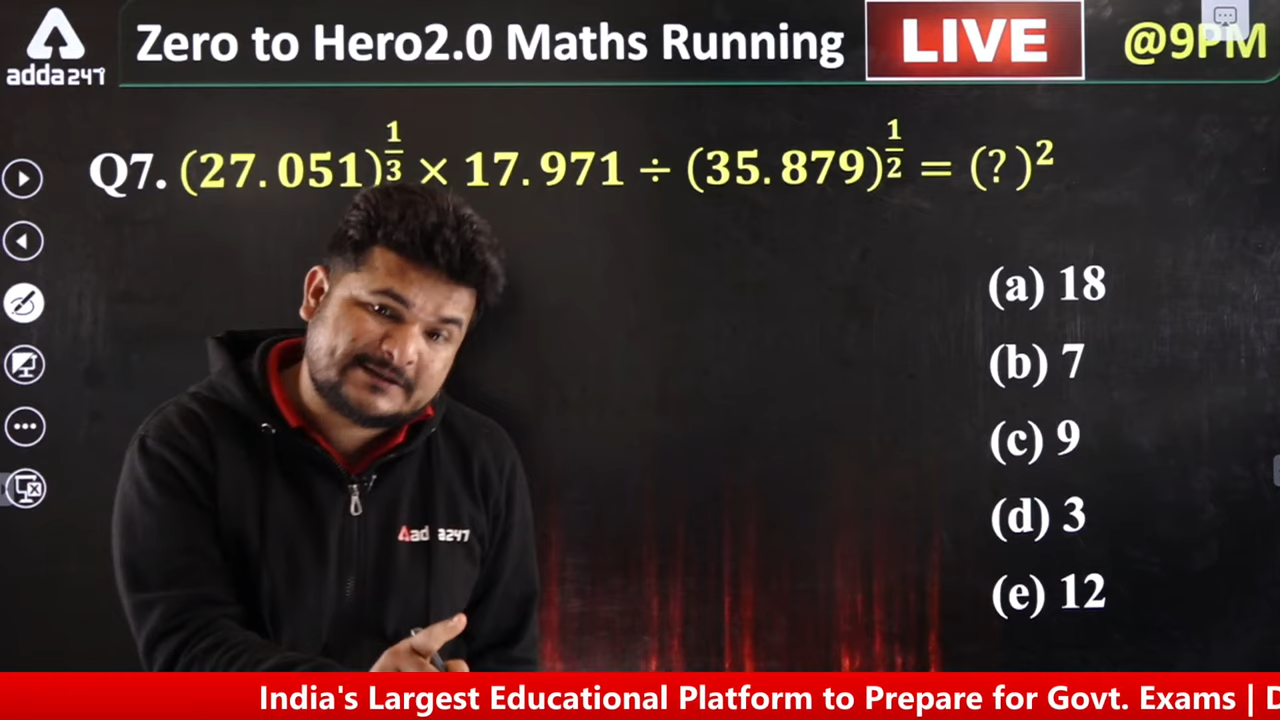 adda247
Zero to Hero2.0 Maths Running
LIVE
@9PM
Q7. (27.051)^(1/3) × 17.971 ÷ (35.879)^(1/2) = (?)²
(a) 18
(b) 7
(c) 9
(d) 3
(e) 12
India's Largest Educational Platform to Prepare for Govt. Exams |